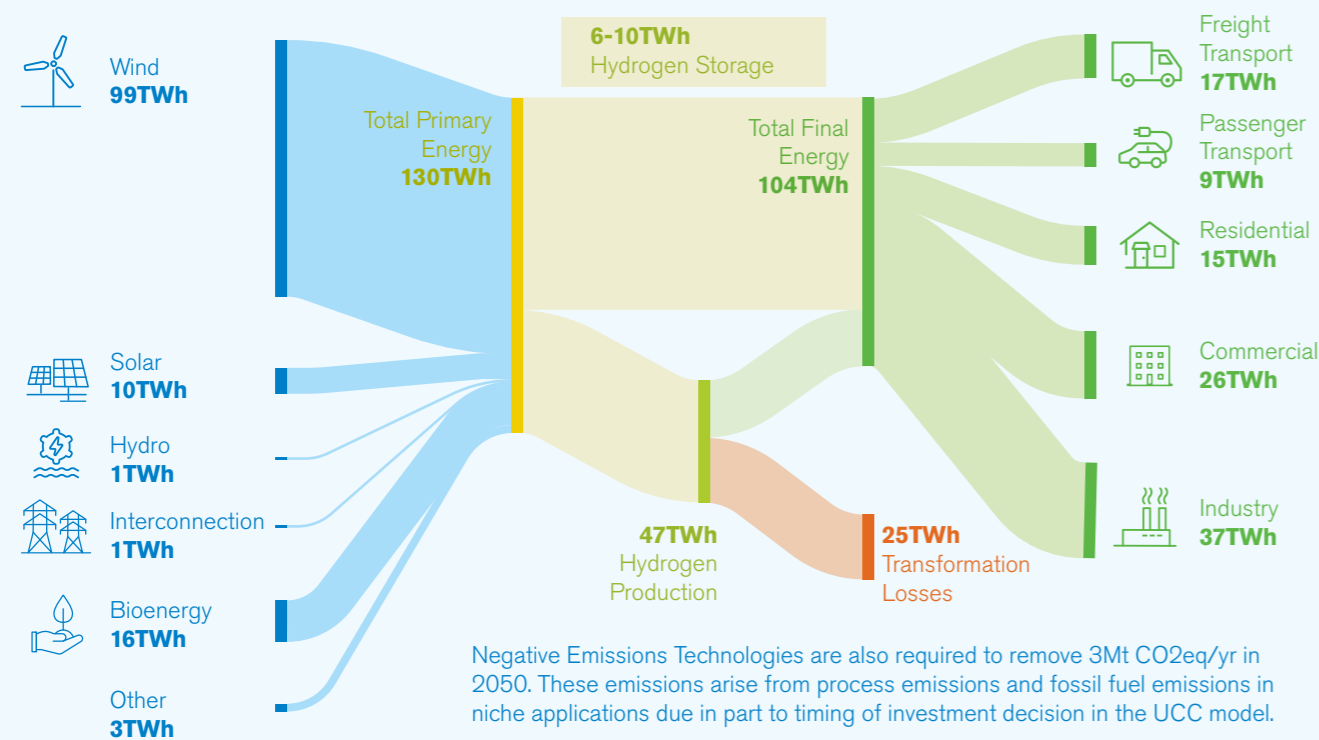 Wind
99TWh
Solar
10TWh
Hydro
1TWh
Interconnection
1TWh
Bioenergy
16TWh
Other
3TWh
Total Primary
Energy
130TWh
6-10TWh
Hydrogen Storage
47TWh
Hydrogen
Production
Total Final
Energy
104TWh
25TWh
Transformation
Losses
Freight
Transport
17TWh
Passenger
Transport
9TWh
Residential
15TWh
Commercial
26TWh
Industry
37TWh
Negative Emissions Technologies are also required to remove 3Mt CO2eq/yr in
2050. These emissions arise from process emissions and fossil fuel emissions in
niche applications due in part to timing of investment decision in the UCC model.